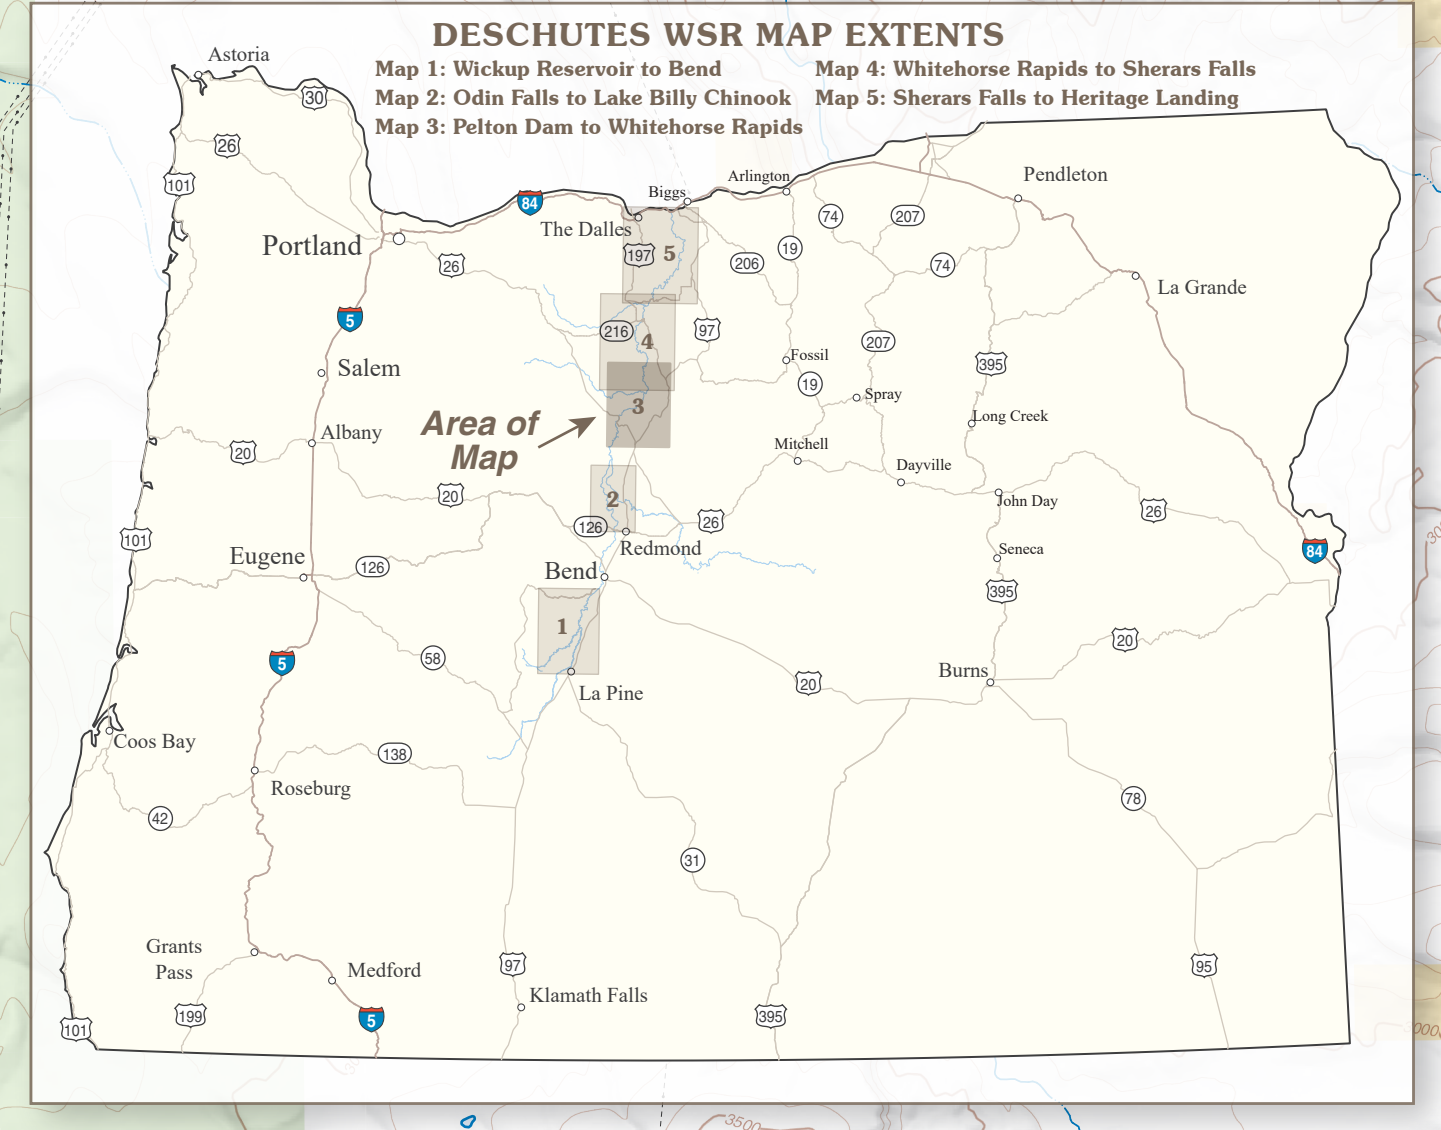 DESCHUTES WSR MAP EXTENTS
Map 1: Wickup Reservoir to Bend
Map 2: Odin Falls to Lake Billy Chinook
Map 3: Pelton Dam to Whitehorse Rapids
Map 4: Whitehorse Rapids to Sherars Falls
Map 5: Sherars Falls to Heritage Landing
Astoria
30
26
101
Arlington
Pendleton
Biggs
84
The Dalles
74
207
Portland
197
5
206
19
74
26
La Grande
5
216
4
97
207
Fossil
395
Salem
19
Spray
3
Long Creek
Area of
Map
Albany
20
Mitchell
Dayville
20
2
John Day
26
126
26
101
Redmond
Seneca
84
Eugene
126
Bend
395
1
20
5
58
Burns
20
La Pine
Coos Bay
138
Roseburg
78
42
31
Grants
Pass
Medford
97
95
Klamath Falls
199
5
395
101
3000
3500